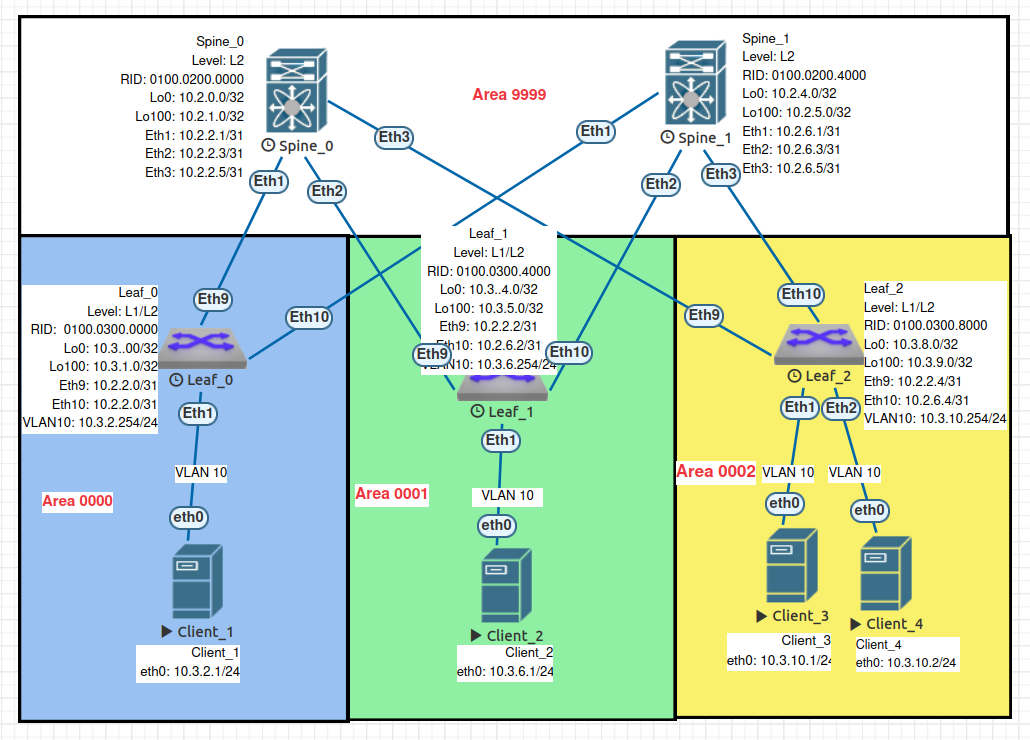 Spine_0
Level: L2
RID: 0100.0200.0000
Lo0: 10.2.0.0/32
Lo100: 10.2.1.0/32
Eth1: 10.2.2.1/31
Eth2: 10.2.2.3/31
Eth3: 10.2.2.5/31
Spine_0
Area 9999
Spine_1
Level: L2
RID: 0100.0200.4000
Lo0: 10.2.4.0/32
Lo100: 10.2.5.0/32
Eth1: 10.2.6.1/31
Eth2: 10.2.6.3/31
Eth3: 10.2.6.5/31
Spine_1
Eth3
Eth1
Eth1
Eth2
Eth2
Eth3
Leaf_0
Level: L1/L2
RID: 0100.0300.0000
Lo0: 10.3..00/32
Lo100: 10.3.1.0/32
Eth9: 10.2.2.0/31
Eth10: 10.2.2.0/31
VLAN10: 10.3.2.254/24
Eth9
Eth10
Leaf_0
Eth1
VLAN 10
Area 0000
eth0
Client_1
Client_1
eth0: 10.3.2.1/24
Leaf_1
Level: L1/L2
RID: 0100.0300.4000
Lo0: 10.3..4.0/32
Lo100: 10.3.5.0/32
Eth9: 10.2.2.2/31
Eth10: 10.2.6.2/31
VLAN10: 10.3.6.254/24
Eth9
Eth10
Leaf_1
Eth1
VLAN 10
Area 0001
eth0
Client_2
Client_2
eth0: 10.3.6.1/24
Leaf_2
Level: L1/L2
RID: 0100.0300.8000
Lo0: 10.3.8.0/32
Lo100: 10.3.9.0/32
Eth9: 10.2.2.4/31
Eth10: 10.2.6.4/31
VLAN10: 10.3.10.254/24
Eth10
Eth9
Leaf_2
Eth1
Eth2
Area 0002
VLAN 10
VLAN 10
eth0
eth0
Client_3
Client_4
Client_3
eth0: 10.3.10.1/24
Client_4
eth0: 10.3.10.2/24